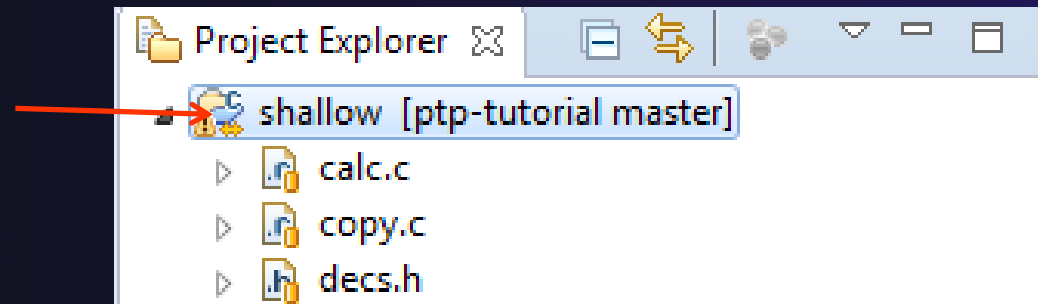 Project Explorer
shallow [ptp-tutorial master]
calc.c
copy.c
decs.h